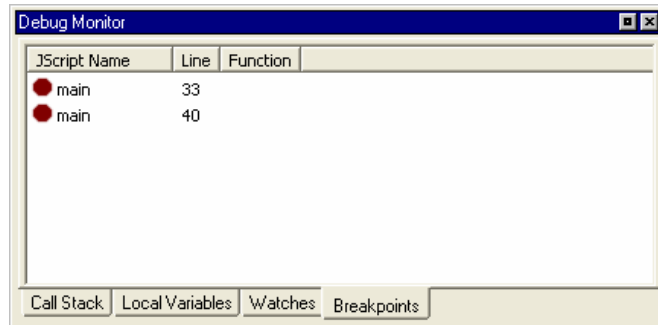 Debug Monitor
JScript Name Line Function
main 33
main 40
Call Stack Local Variables Watches Breakpoints